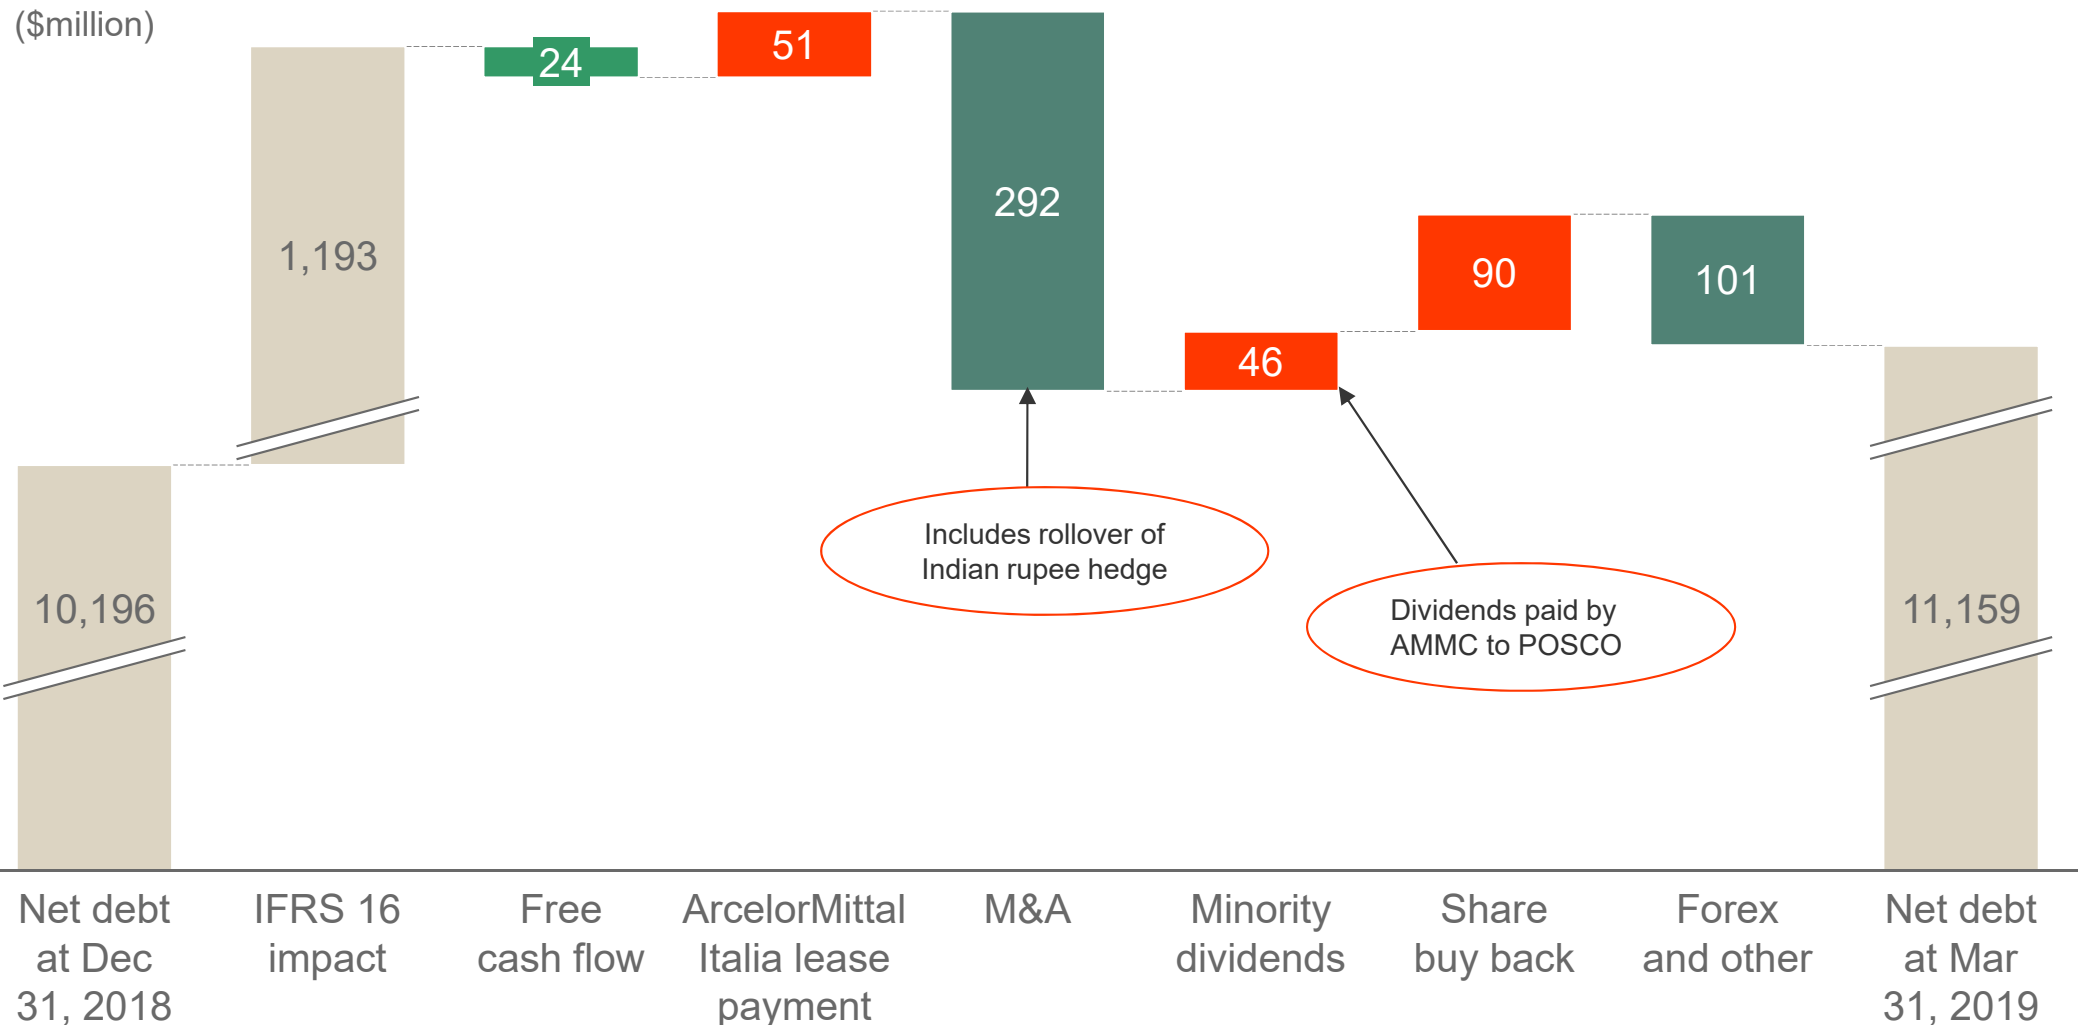 ($million)
10,196
1,193
24
51
292
46
90
101
11,159
Includes rollover of
Indian rupee hedge
Dividends paid by
AMMC to POSCO
Net debt
at Dec
31, 2018
IFRS 16
impact
Free
cash flow
ArcelorMittal
Italia lease
payment
M&A
Minority
dividends
Share
buy back
Forex
and other
Net debt
at Mar
31, 2019